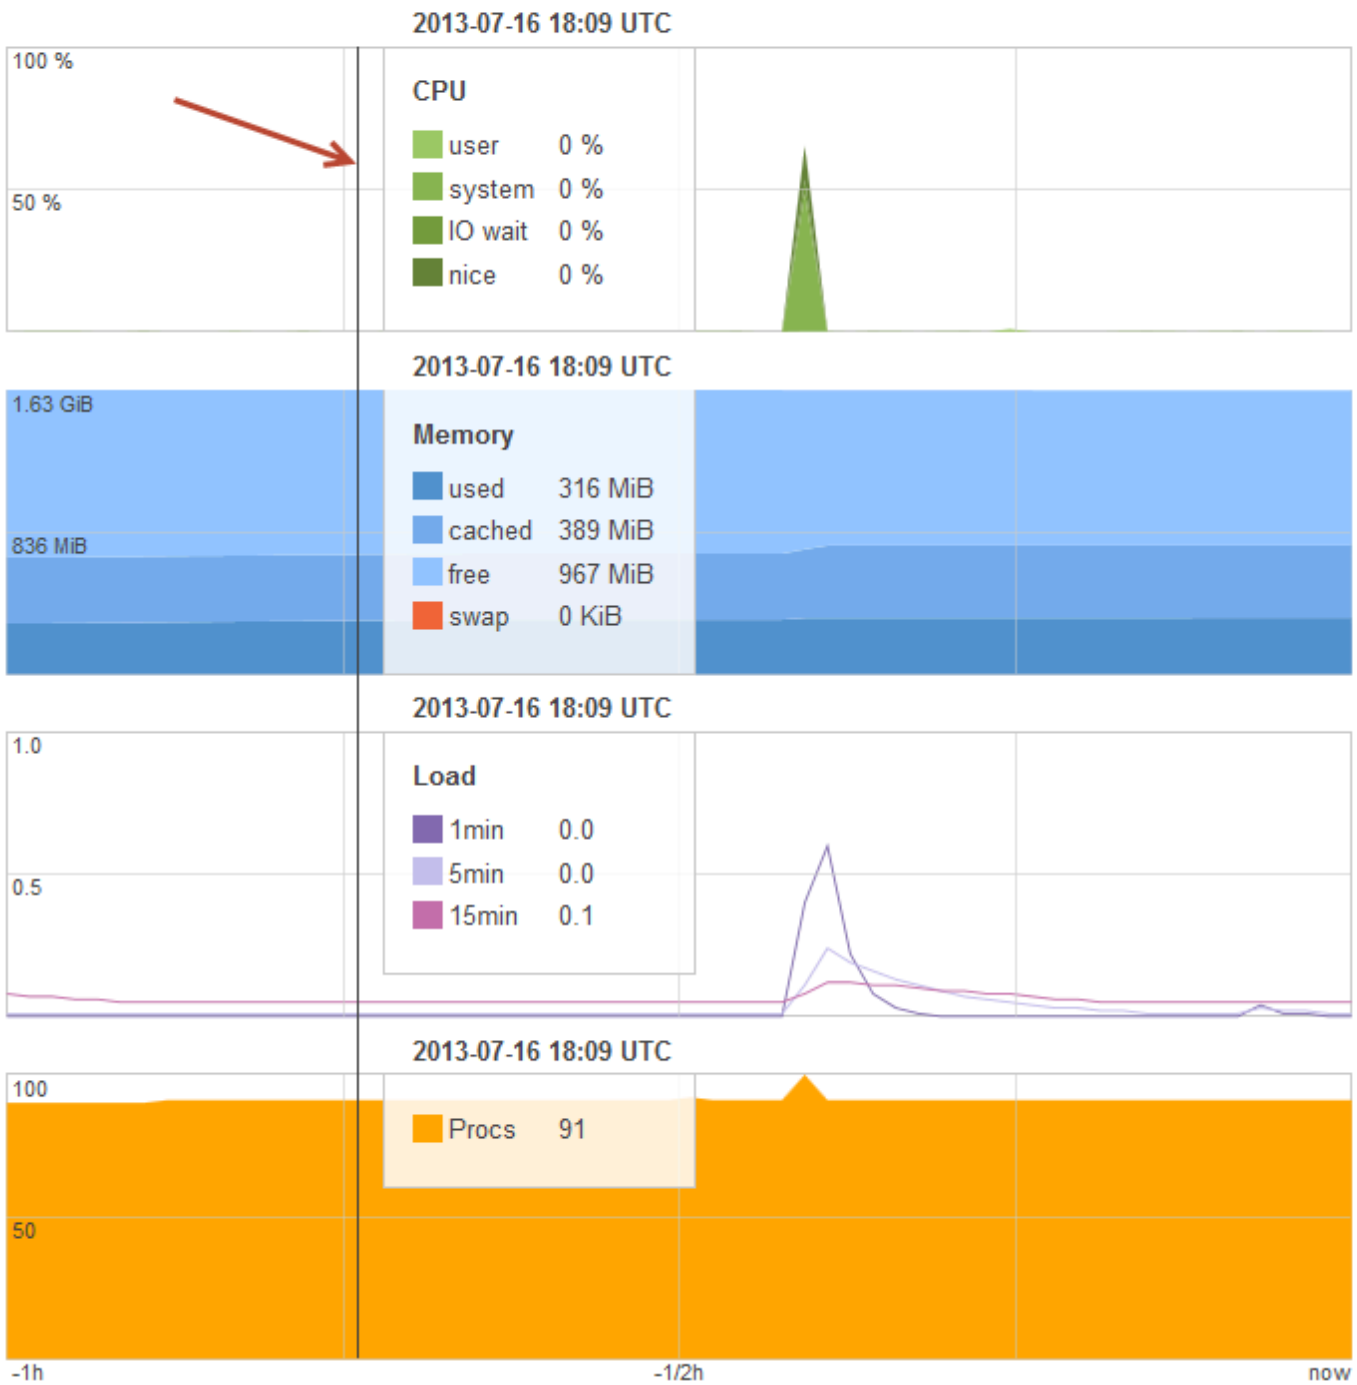 2013-07-16 18:09 UTC
100 %
CPU
user 0 %
system 0 %
50 %
IO wait 0 %
nice 0 %
2013-07-16 18:09 UTC
1.63 GiB
Memory
used 316 MiB
cached 389 MiB
836 MiB
free 967 MiB
swap 0 KiB
2013-07-16 18:09 UTC
1.0
Load
1min 0.0
5min 0.0
0.5
15min 0.1
2013-07-16 18:09 UTC
100
Procs 91
50
-1h -1/2h now